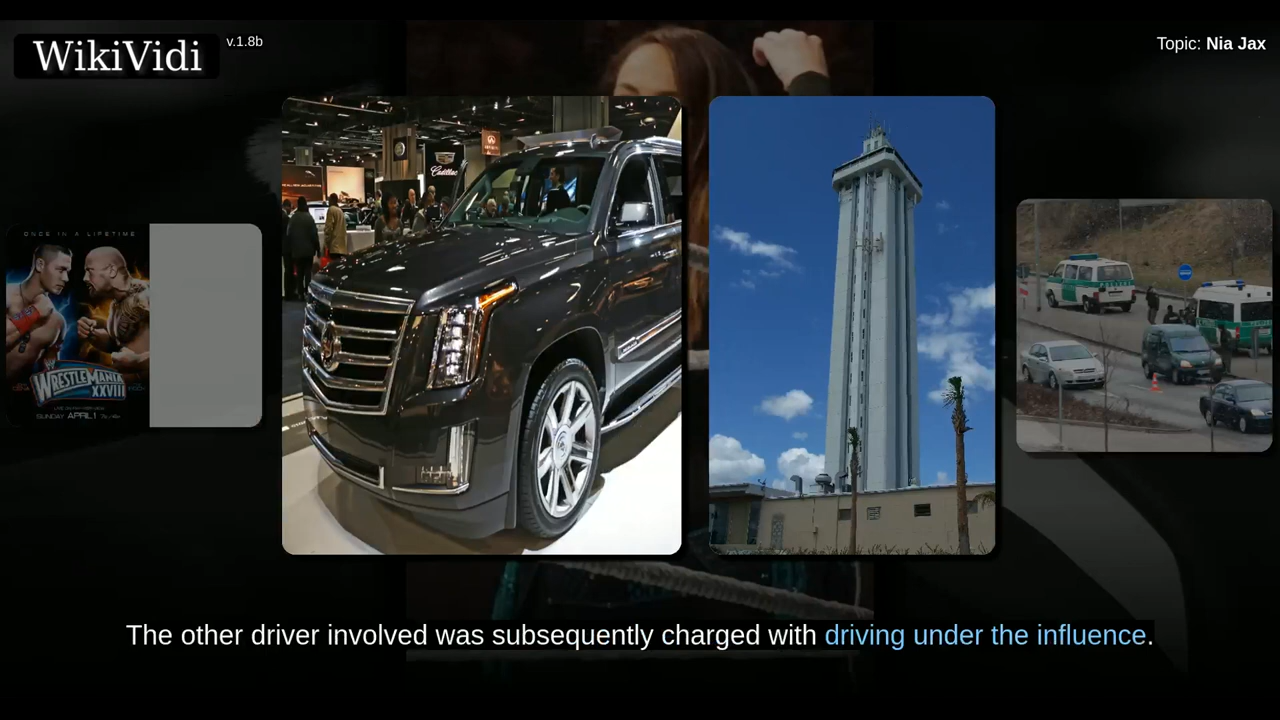 WikiVidi
v.1.8b
Topic: Nia Jax
ONCE IN A LIFETIME
WRESTLEMANIA
XXVIII
SUNDAY APRIL 1
Cadillac
The other driver involved was subsequently charged with driving under the influence.